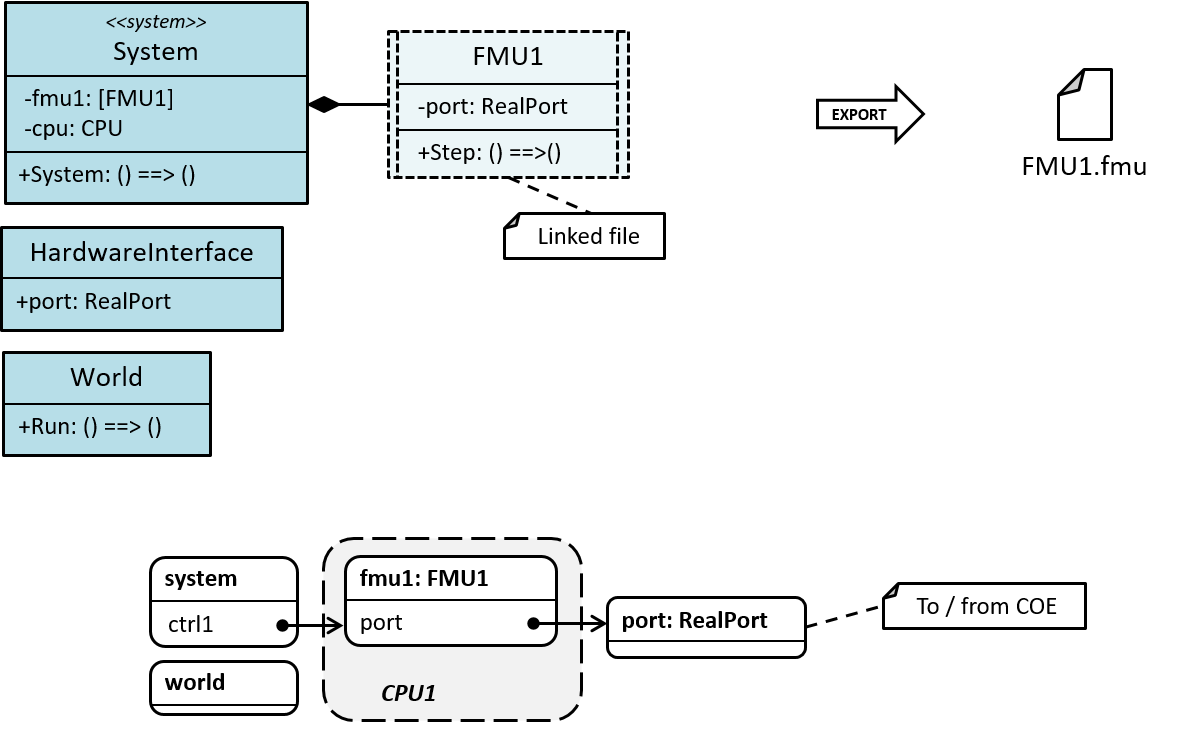 <<system>>
System
-fmu1: [FMU1]
-cpu: CPU
+System: () ==> ()
FMU1
-port: RealPort
+Step: () ==>()
Linked file
EXPORT
FMU1.fmu
HardwareInterface
+port: RealPort
World
+Run: () ==> ()
system
ctrl1
world
fmu1: FMU1
port
CPU1
port: RealPort
To / from COE